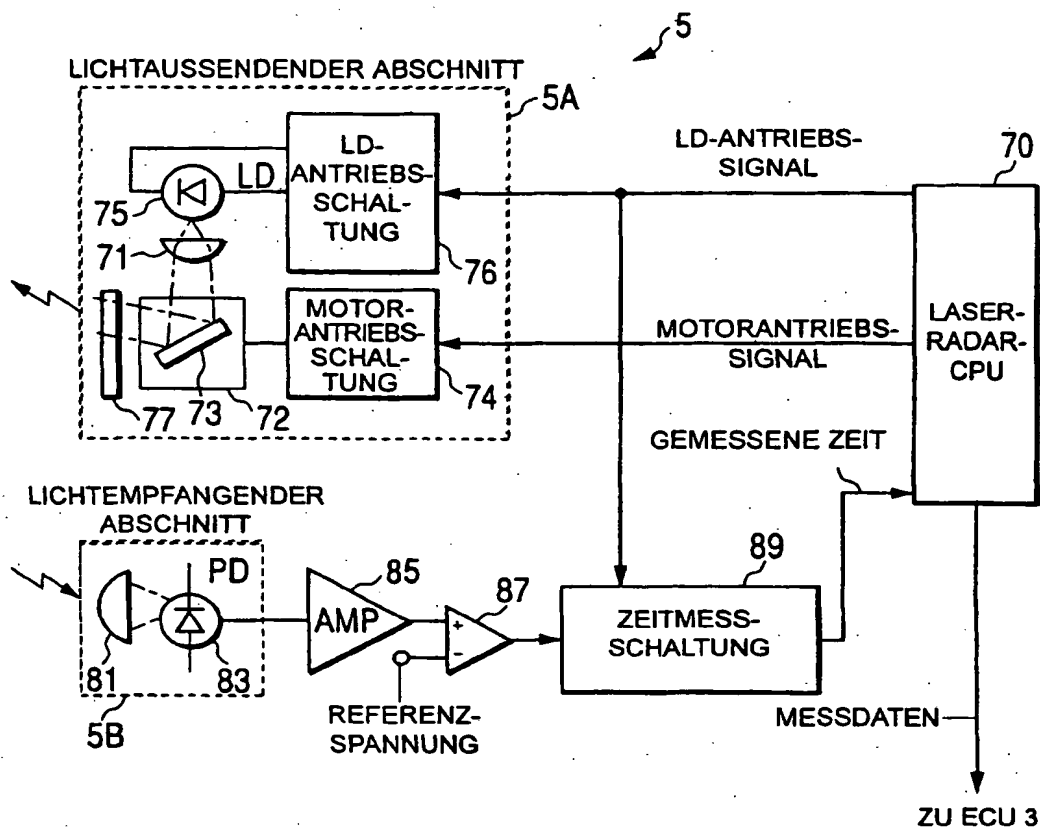 5
LICHTAUSSENDENDER ABSCHNITT
5A
LD-
ANTRIEBS-
SCHAL-
TUNG
LD
75
71
76
LD-ANTRIEBS-
SIGNAL
70
LASER-
RADAR-
CPU
MOTOR-
ANTRIEBS-
SCHAL-
TUNG
MOTORANTRIEBS-
SIGNAL
77
73
72
74
GEMESSENE ZEIT
LICHTEMPFANGENDER
ABSCHNITT
PD
81
83
5B
85
AMP
87
+
-
REFERENZ-
SPANNUNG
89
ZEITMESS-
SCHALTUNG
MESSDATEN
ZU ECU 3